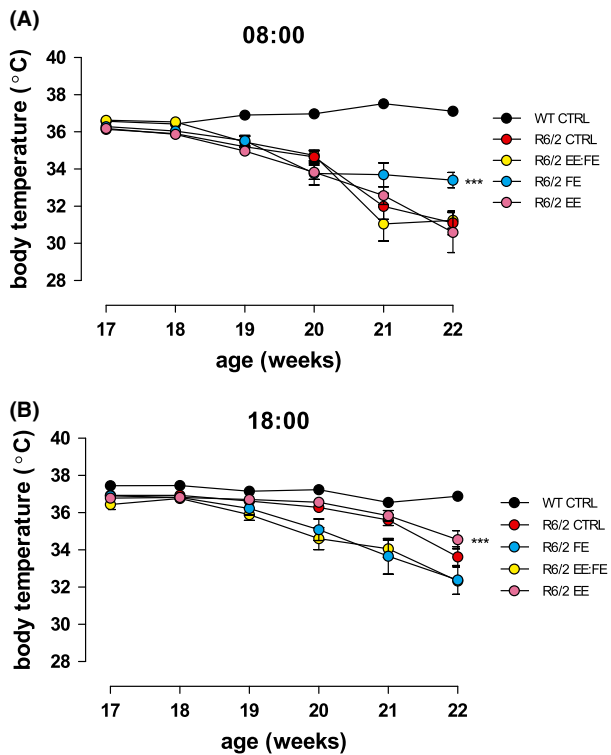 (A)
08:00
body temperature (°C)
40
38
36
34
32
30
28
17 18 19 20 21 22
age (weeks)
WT CTRL
R6/2 CTRL
R6/2 EE:FE
R6/2 FE
R6/2 EE
***
(B)
18:00
body temperature (°C)
40
38
36
34
32
30
28
17 18 19 20 21 22
age (weeks)
WT CTRL
R6/2 CTRL
R6/2 FE
R6/2 EE:FE
R6/2 EE
***